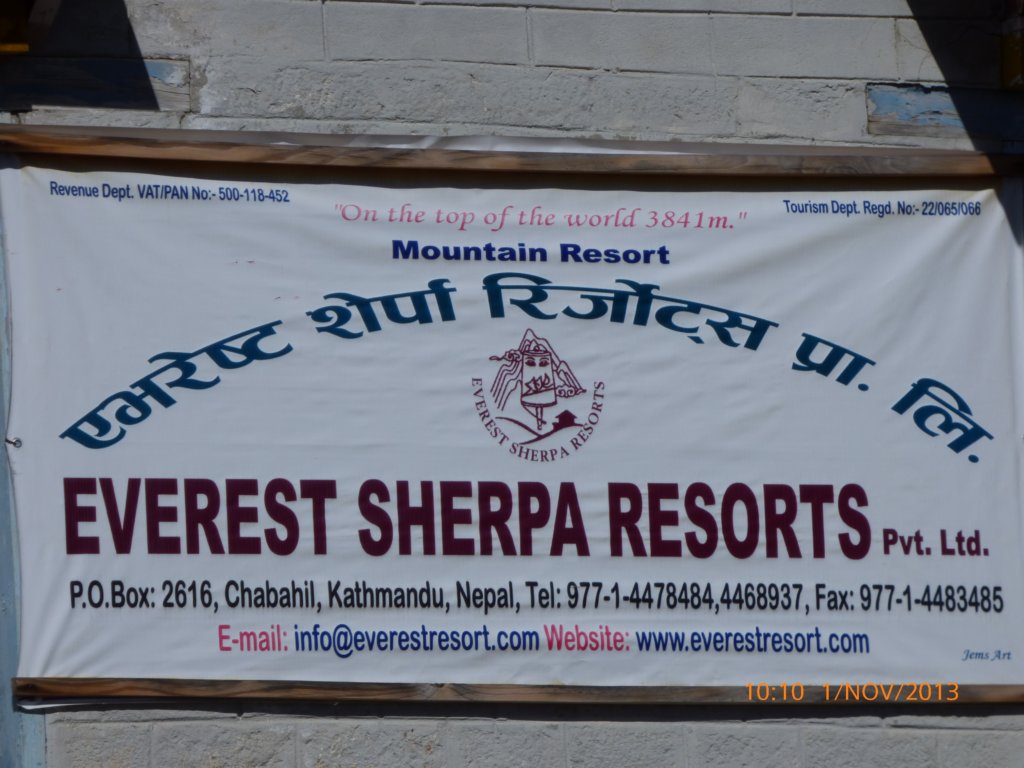 Revenue Dept. VAT/PAN No:- 500-118-452
Tourism Dept. Regd. No:- 22/065/066
"On the top of the world 3841m."
Mountain Resort
एभरेष्ट शेर्पा रिर्जोट्स प्रा. लि.
EVEREST SHERPA RESORTS
EVEREST SHERPA RESORTS Pvt. Ltd.
P.O.Box: 2616, Chabahil, Kathmandu, Nepal, Tel: 977-1-4478484,4468937, Fax: 977-1-4483485
E-mail: info@everestresort.com Website: www.everestresort.com
Jems Art
10:10 1/NOV/2013